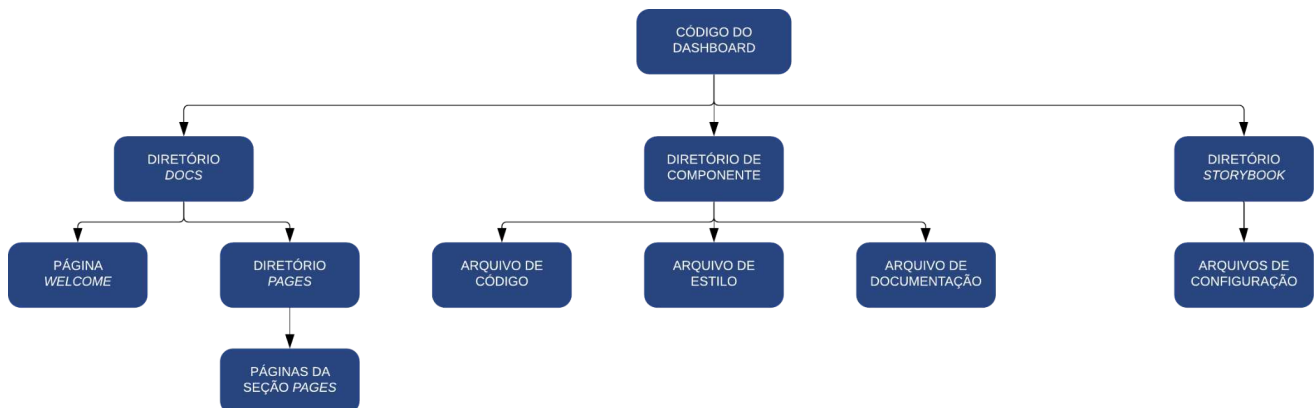 CÓDIGO DO
DASHBOARD
DIRETÓRIO
DOCS
DIRETÓRIO DE
COMPONENTE
DIRETÓRIO
STORYBOOK
PÁGINA
WELCOME
DIRETÓRIO
PAGES
ARQUIVO DE
CÓDIGO
ARQUIVO DE
ESTILO
ARQUIVO DE
DOCUMENTAÇÃO
ARQUIVOS DE
CONFIGURAÇÃO
PÁGINAS DA
SEÇÃO PAGES